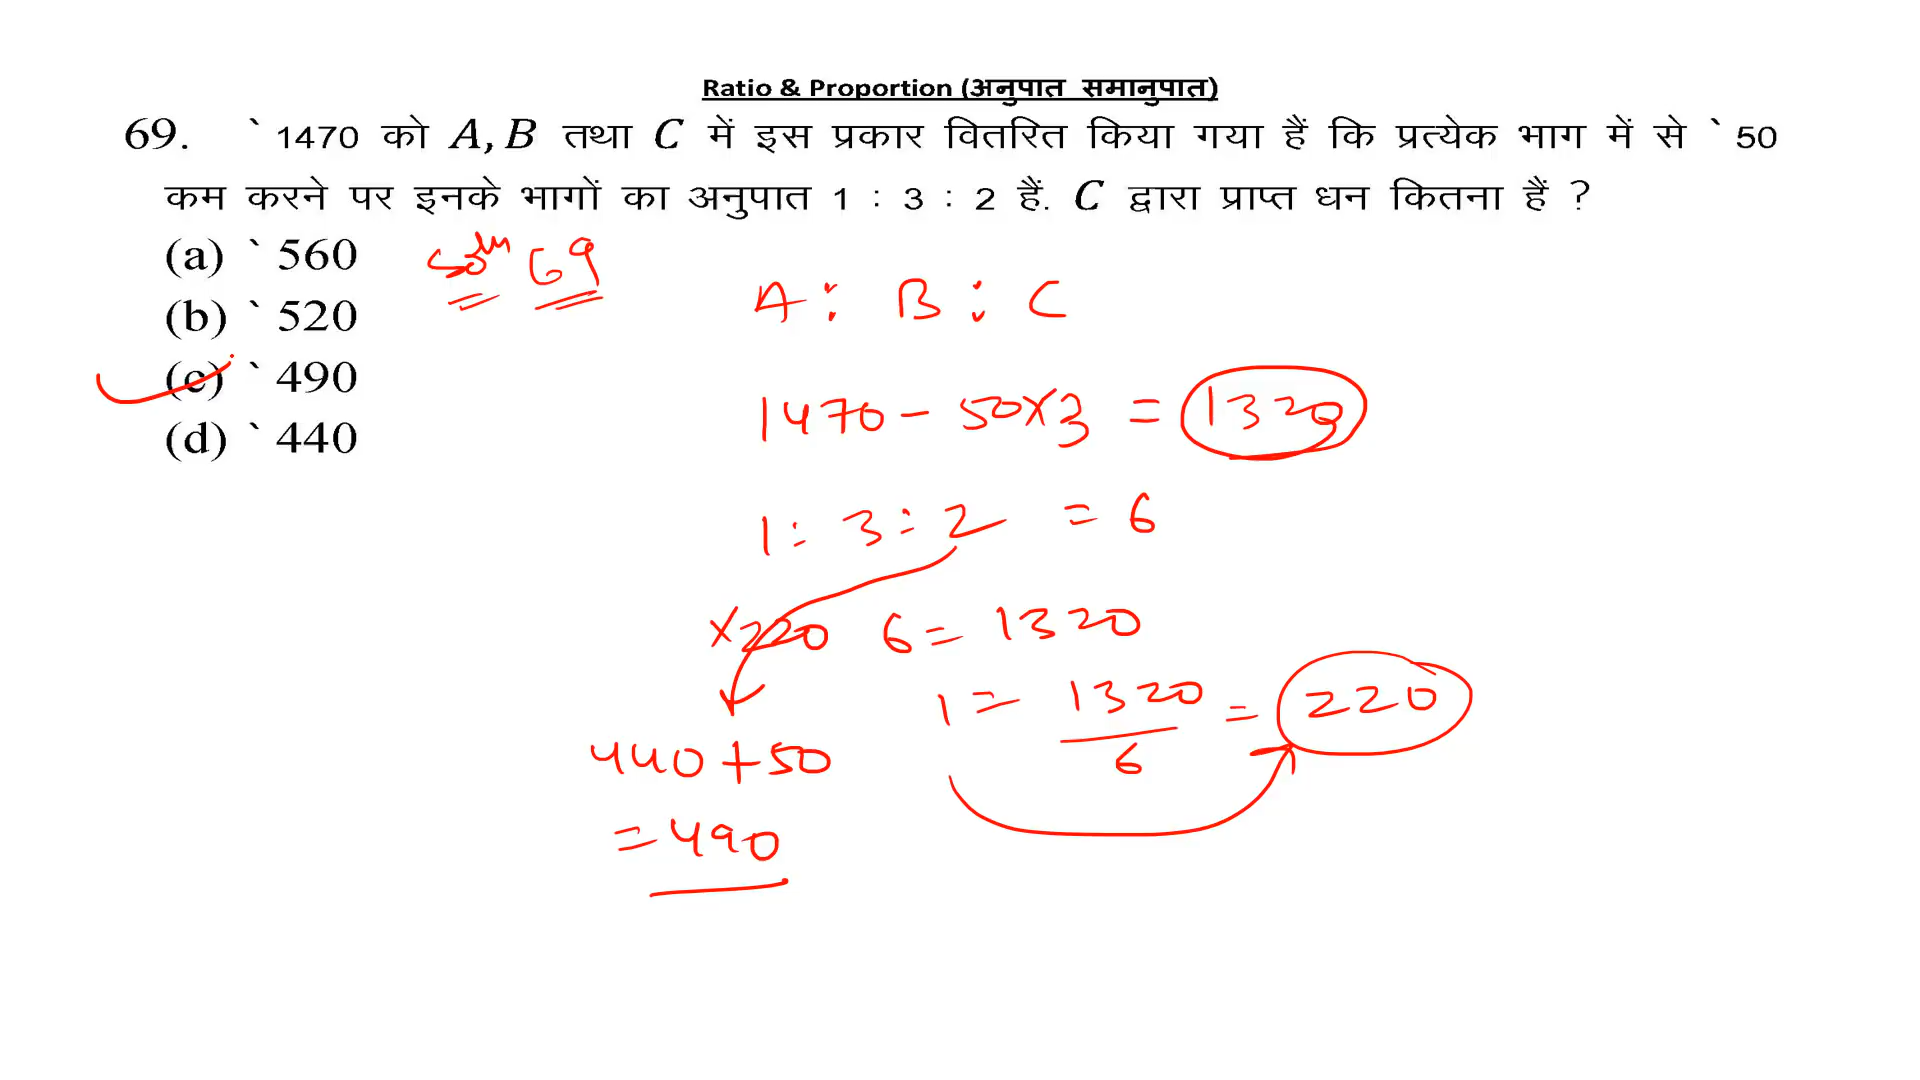 Ratio & Proportion (अनुपात समानुपात)
69. ` 1470 को A, B तथा C में इस प्रकार वितरित किया गया हैं कि प्रत्येक भाग में से ` 50
कम करने पर इनके भागों का अनुपात 1 : 3 : 2 हैं. C द्वारा प्राप्त धन कितना हैं ?
(a) ` 560
(b) ` 520
(c) ` 490
(d) ` 440
Soln 69
A : B : C
1470 - 50×3 = 1320
1 : 3 : 2 = 6
×220 6 = 1320
1 = 1320/6 = 220
440 + 50
= 490